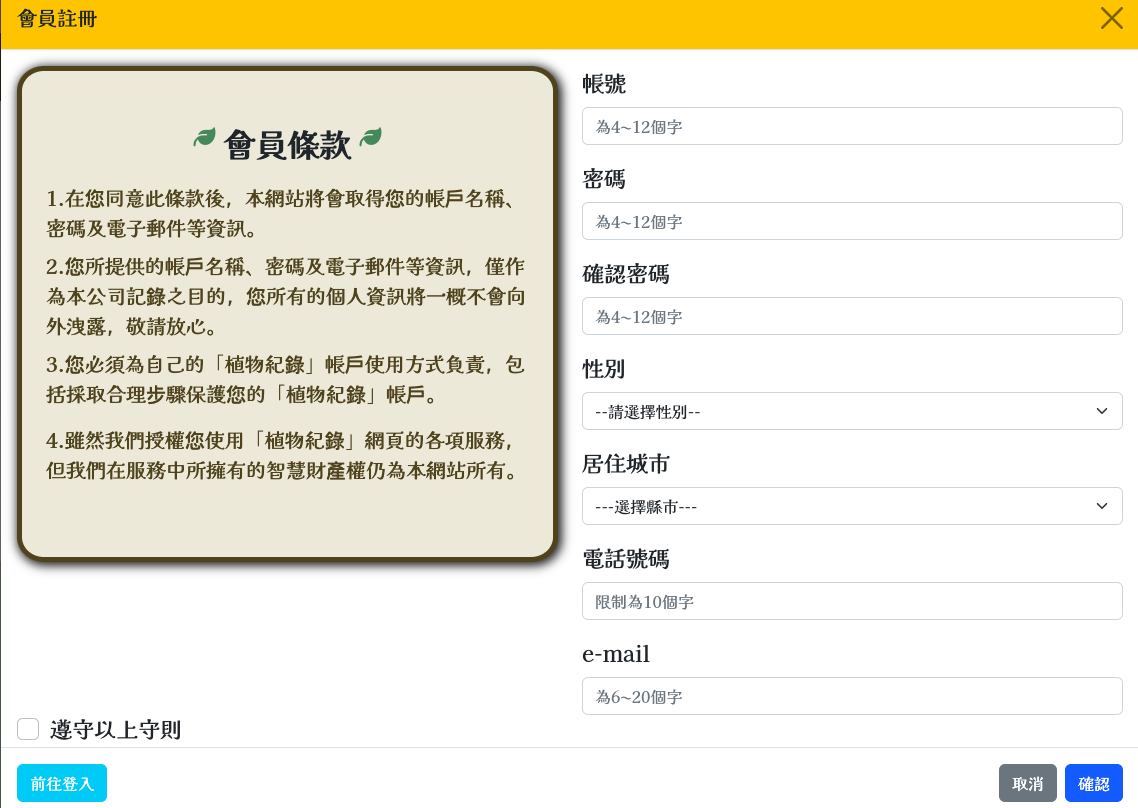 會員註冊
會員條款
1.在您同意此條款後，本網站將會取得您的帳戶名稱、
密碼及電子郵件等資訊。
2.您所提供的帳戶名稱、密碼及電子郵件等資訊，僅作
為本公司記錄之目的，您所有的個人資訊將一概不會向
外洩露，敬請放心。
3.您必須為自己的「植物紀錄」帳戶使用方式負責，包
括採取合理步驟保護您的「植物紀錄」帳戶。
4.雖然我們授權您使用「植物紀錄」網頁的各項服務，
但我們在服務中所擁有的智慧財產權仍為本網站所有。
遵守以上守則
帳號
為4~12個字
密碼
為4~12個字
確認密碼
為4~12個字
性別
--請選擇性別--
居住城市
---選擇縣市---
電話號碼
限制為10個字
e-mail
為6~20個字
前往登入
取消
確認